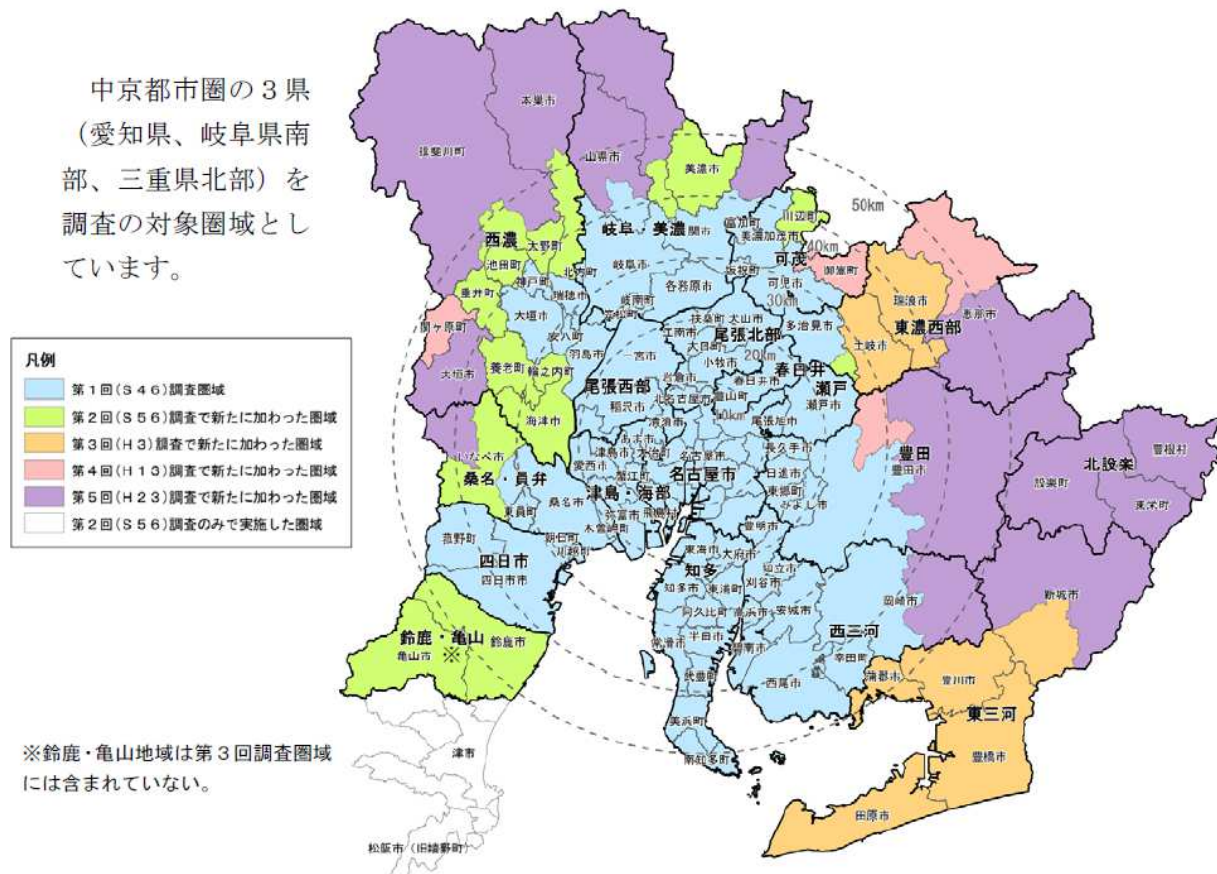 中京都市圏の3県
(愛知県、岐阜県南
部、三重県北部)を
調査の対象圏域とし
ています。
凡例
第1回(S46)調査圏域
第2回(S56)調査で新たに加わった圏域
第3回(H3)調査で新たに加わった圏域
第4回(H13)調査で新たに加わった圏域
第5回(H23)調査で新たに加わった圏域
第2回(S56)調査のみで実施した圏域
※鈴鹿・亀山地域は第3回調査圏域
には含まれていない。
本巣市
揖斐川町
山県市
美濃市
50km
川辺町
富加町
西濃
岐阜・美濃
関市
美濃加茂市
大野町
40km
可茂
池田町
岐阜市
北方町
坂祝町
御嵩町
神戸町
各務原市
可児市
垂井町
瑞穂市
岐南町
30km
瑞浪市
恵那市
大垣市
笠松町
扶桑町
犬山市
関ヶ原町
江南市
尾張北部
多治見市
東濃西部
安八町
大口町
土岐市
羽島市
一宮市
20km
小牧市
養老町
輪之内町
春日井
大垣市
岩倉市
尾張西部
春日井市
瀬戸
北名古屋市
豊山町
稲沢市
10km
瀬戸市
海津市
清須市
尾張旭市
あま市
豊田
いなべ市
津島市
大治町
長久手市
名古屋市
豊田市
北設楽
豊根村
愛西市
名古屋市
桑名・員弁
蟹江町
日進市
設楽町
津島・海部
東郷町
東員町
桑名市
弥富市
飛島村
みよし市
東栄町
木曽岬町
豊明市
菰野町
朝日町
川越町
東海市
大府市
四日市
知多
知立市
四日市市
知多市
東浦町
刈谷市
岡崎市
新城市
阿久比町
高浜市
安城市
鈴鹿・亀山
常滑市
半田市
碧南市
西三河
亀山市
※
鈴鹿市
幸田町
武豊町
西尾市
蒲郡市
豊川市
美浜町
東三河
南知多町
豊橋市
津市
田原市
松阪市(旧嬉野町)